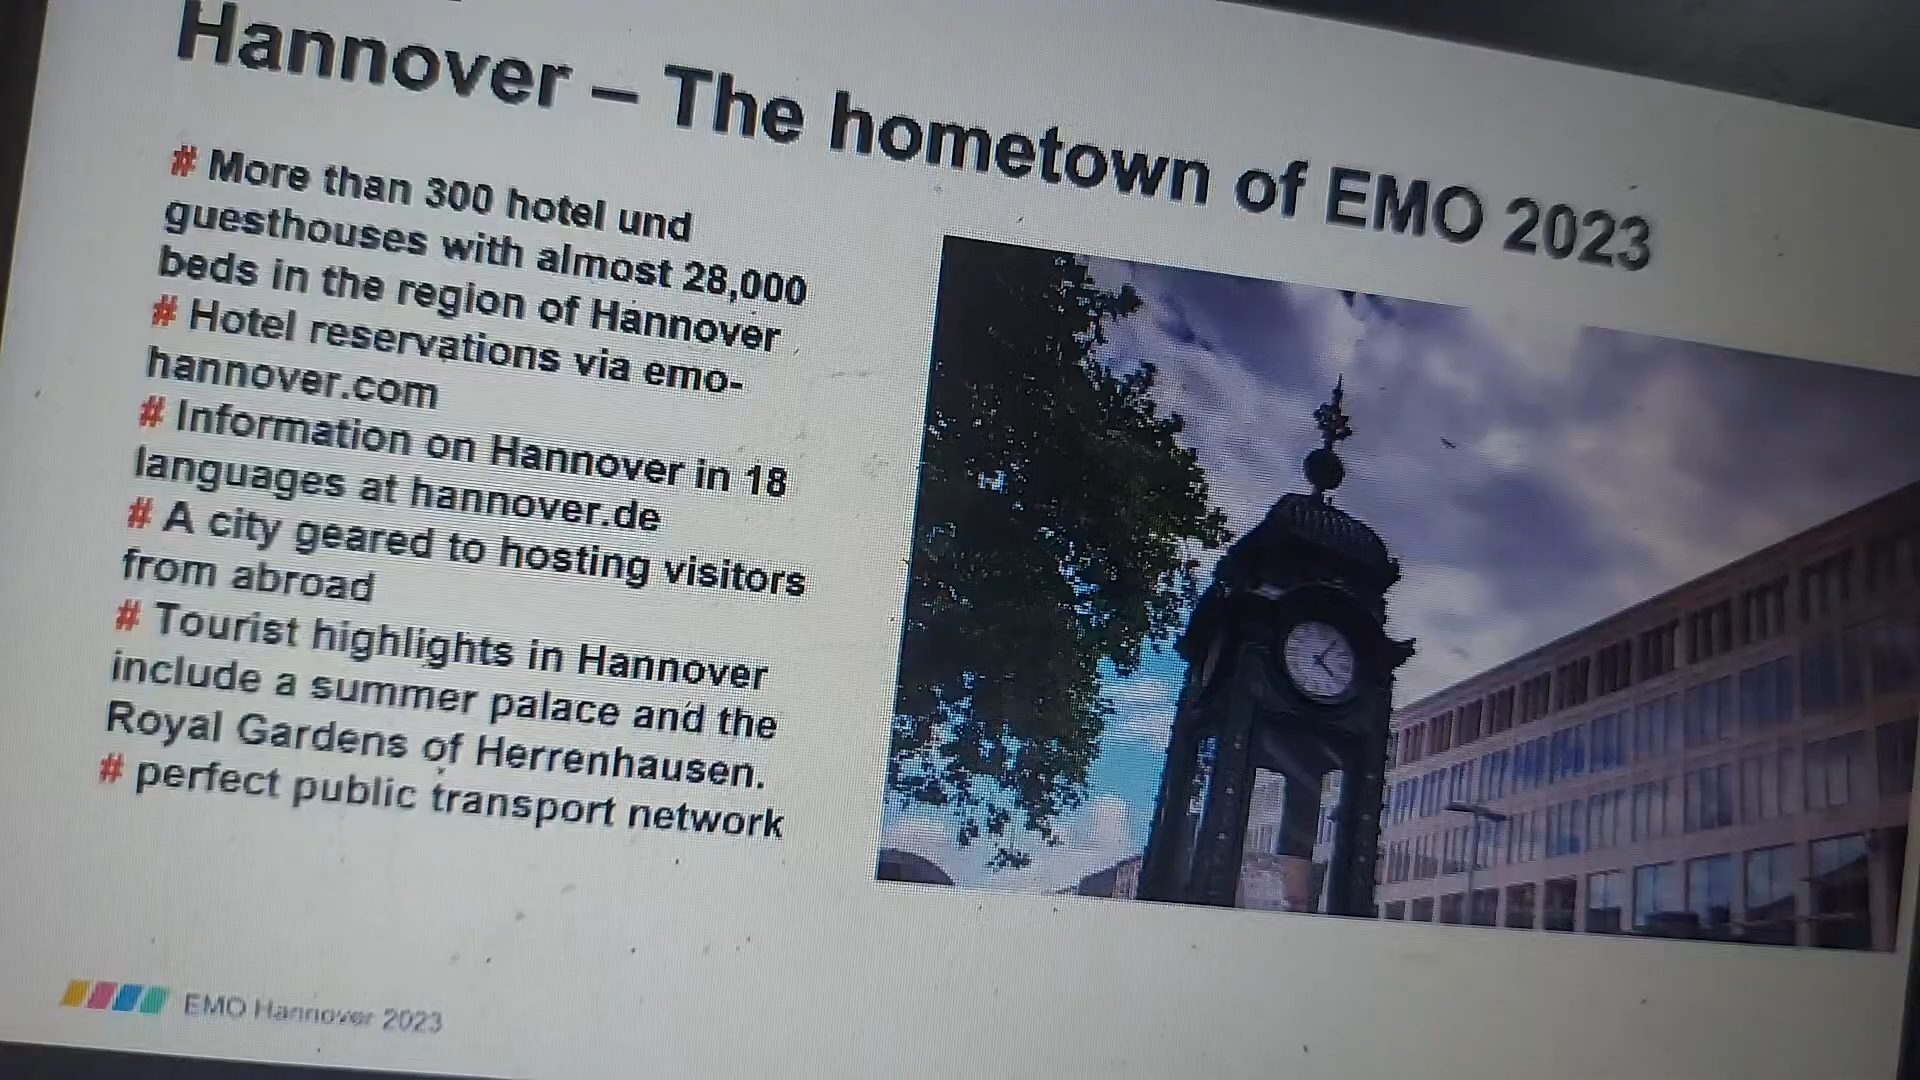 Hannover – The hometown of EMO 2023
# More than 300 hotel und
guesthouses with almost 28,000
beds in the region of Hannover
# Hotel reservations via emo-
hannover.com
# Information on Hannover in 18
languages at hannover.de
# A city geared to hosting visitors
from abroad
# Tourist highlights in Hannover
include a summer palace and the
Royal Gardens of Herrenhausen.
# perfect public transport network
EMO Hannover 2023